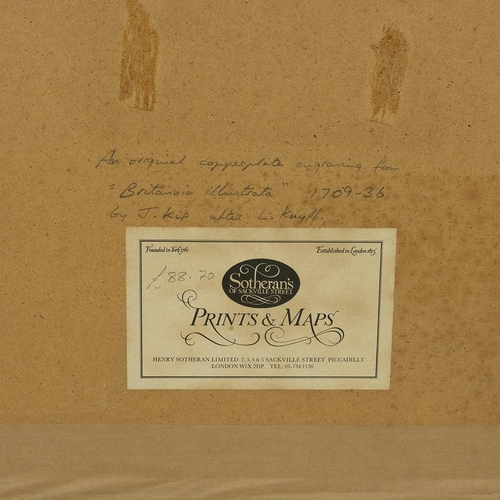 An original copperplate engraving from
"Britannia Illustrata" 1709-36
by J. Kip after L. Knyff.
Founded in York 1761 Established in London 1815
£88.70
Sotheran's
OF SACKVILLE STREET
PRINTS & MAPS
HENRY SOTHERAN LIMITED 2, 3, 4 & 5 SACKVILLE STREET PICCADILLY
LONDON W1X 2DP TEL: 01-734 1150